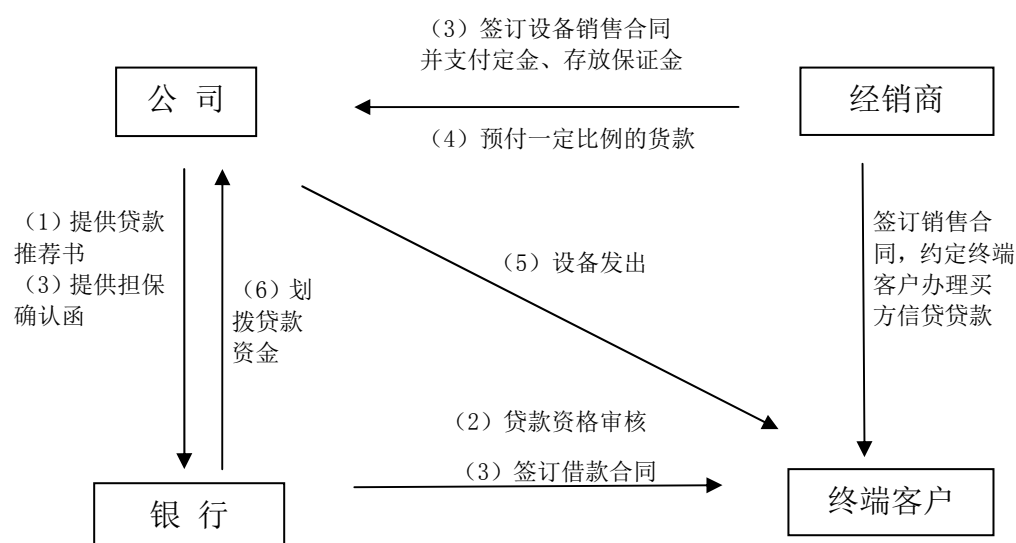 （3）签订设备销售合同
并支付定金、存放保证金
公 司
经销商
（4）预付一定比例的货款
（1）提供贷款
推荐书
（3）提供担保
确认函
（6）划
拨贷款
资金
（5）设备发出
签订销售合
同，约定终端
客户办理买
方信贷贷款
（2）贷款资格审核
（3）签订借款合同
银 行
终端客户